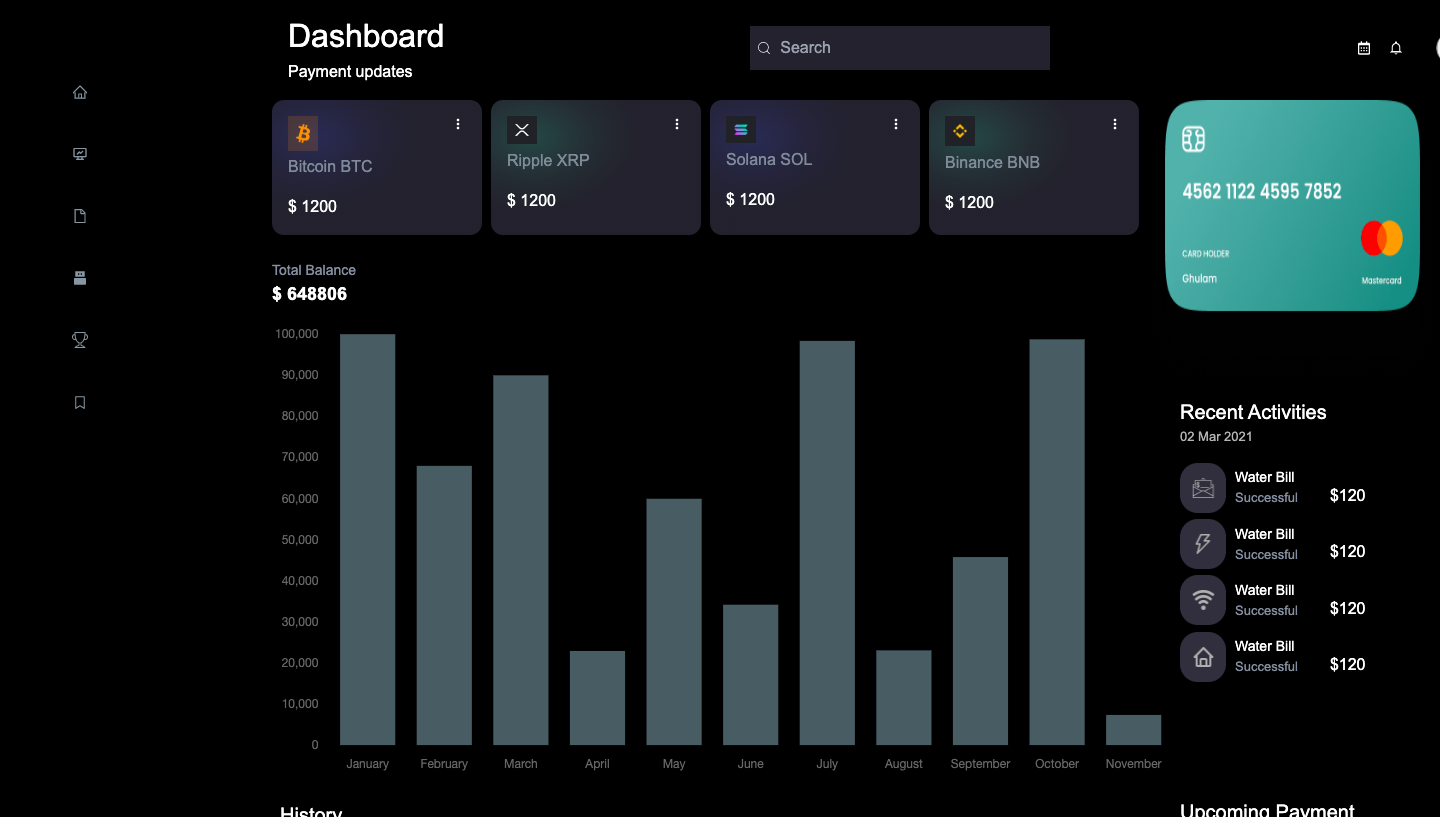 Dashboard
Payment updates
Search
Bitcoin BTC
$ 1200
Ripple XRP
$ 1200
Solana SOL
$ 1200
Binance BNB
$ 1200
4562 1122 4595 7852
CARD HOLDER
Ghulam
Mastercard
Total Balance
$ 648806
100,000
90,000
80,000
70,000
60,000
50,000
40,000
30,000
20,000
10,000
0
January February March April May June July August September October November
Recent Activities
02 Mar 2021
Water Bill
Successful
$120
Water Bill
Successful
$120
Water Bill
Successful
$120
Water Bill
Successful
$120
History
Upcoming Payment